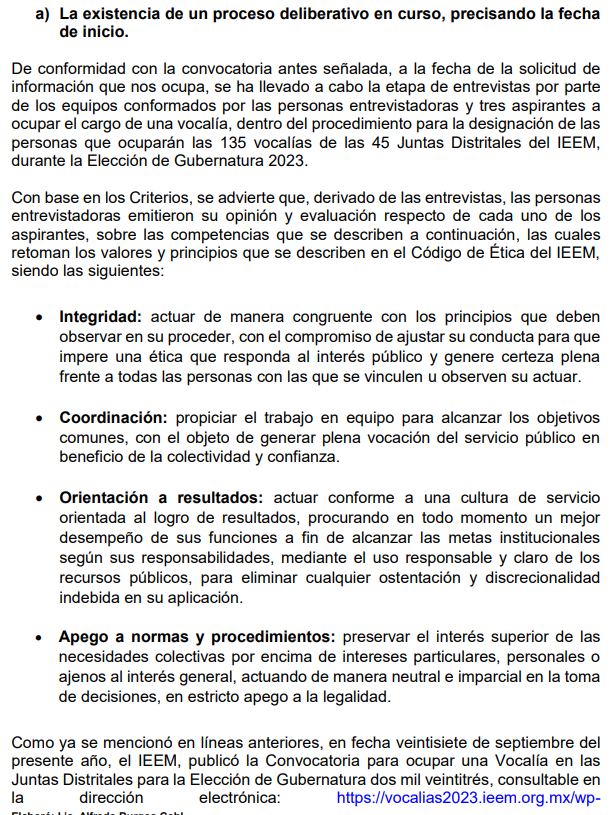 a) La existencia de un proceso deliberativo en curso, precisando la fecha
de inicio.
De conformidad con la convocatoria antes señalada, a la fecha de la solicitud de
información que nos ocupa, se ha llevado a cabo la etapa de entrevistas por parte
de los equipos conformados por las personas entrevistadoras y tres aspirantes a
ocupar el cargo de una vocalía, dentro del procedimiento para la designación de las
personas que ocuparán las 135 vocalías de las 45 Juntas Distritales del IEEM,
durante la Elección de Gubernatura 2023.
Con base en los Criterios, se advierte que, derivado de las entrevistas, las personas
entrevistadoras emitieron su opinión y evaluación respecto de cada uno de los
aspirantes, sobre las competencias que se describen a continuación, las cuales
retoman los valores y principios que se describen en el Código de Ética del IEEM,
siendo las siguientes:
• Integridad: actuar de manera congruente con los principios que deben
observar en su proceder, con el compromiso de ajustar su conducta para que
impere una ética que responda al interés público y genere certeza plena
frente a todas las personas con las que se vinculen u observen su actuar.
• Coordinación: propiciar el trabajo en equipo para alcanzar los objetivos
comunes, con el objeto de generar plena vocación del servicio público en
beneficio de la colectividad y confianza.
• Orientación a resultados: actuar conforme a una cultura de servicio
orientada al logro de resultados, procurando en todo momento un mejor
desempeño de sus funciones a fin de alcanzar las metas institucionales
según sus responsabilidades, mediante el uso responsable y claro de los
recursos públicos, para eliminar cualquier ostentación y discrecionalidad
indebida en su aplicación.
• Apego a normas y procedimientos: preservar el interés superior de las
necesidades colectivas por encima de intereses particulares, personales o
ajenos al interés general, actuando de manera neutral e imparcial en la toma
de decisiones, en estricto apego a la legalidad.
Como ya se mencionó en líneas anteriores, en fecha veintisiete de septiembre del
presente año, el IEEM, publicó la Convocatoria para ocupar una Vocalía en las
Juntas Distritales para la Elección de Gubernatura dos mil veintitrés, consultable en
la dirección electrónica: https://vocalias2023.ieem.org.mx/wp-